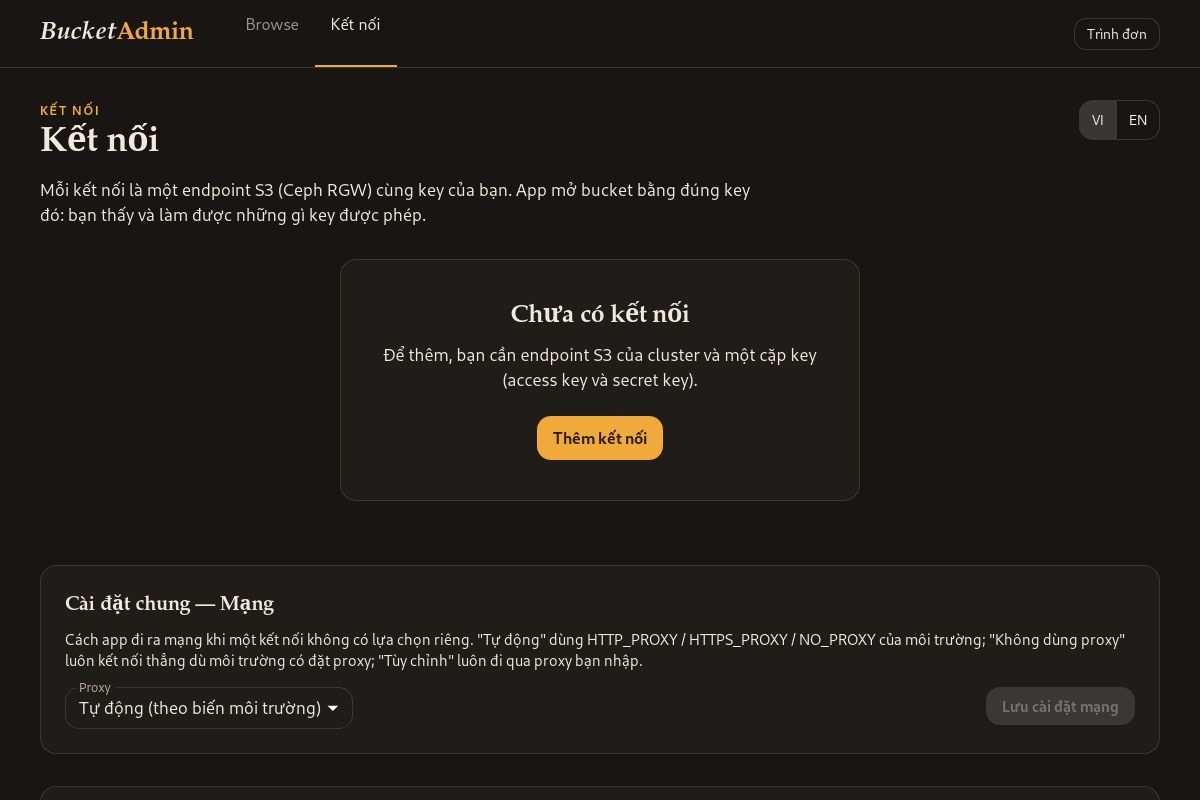 BucketAdmin
Browse
Kết nối
Trình đơn
KẾT NỐI
Kết nối
VI
EN
Mỗi kết nối là một endpoint S3 (Ceph RGW) cùng key của bạn. App mở bucket bằng đúng key
đó: bạn thấy và làm được những gì key được phép.
Chưa có kết nối
Để thêm, bạn cần endpoint S3 của cluster và một cặp key
(access key và secret key).
Thêm kết nối
Cài đặt chung — Mạng
Cách app đi ra mạng khi một kết nối không có lựa chọn riêng. "Tự động" dùng HTTP_PROXY / HTTPS_PROXY / NO_PROXY của môi trường; "Không dùng proxy"
luôn kết nối thẳng dù môi trường có đặt proxy; "Tùy chỉnh" luôn đi qua proxy bạn nhập.
Proxy
Tự động (theo biến môi trường)
Lưu cài đặt mạng